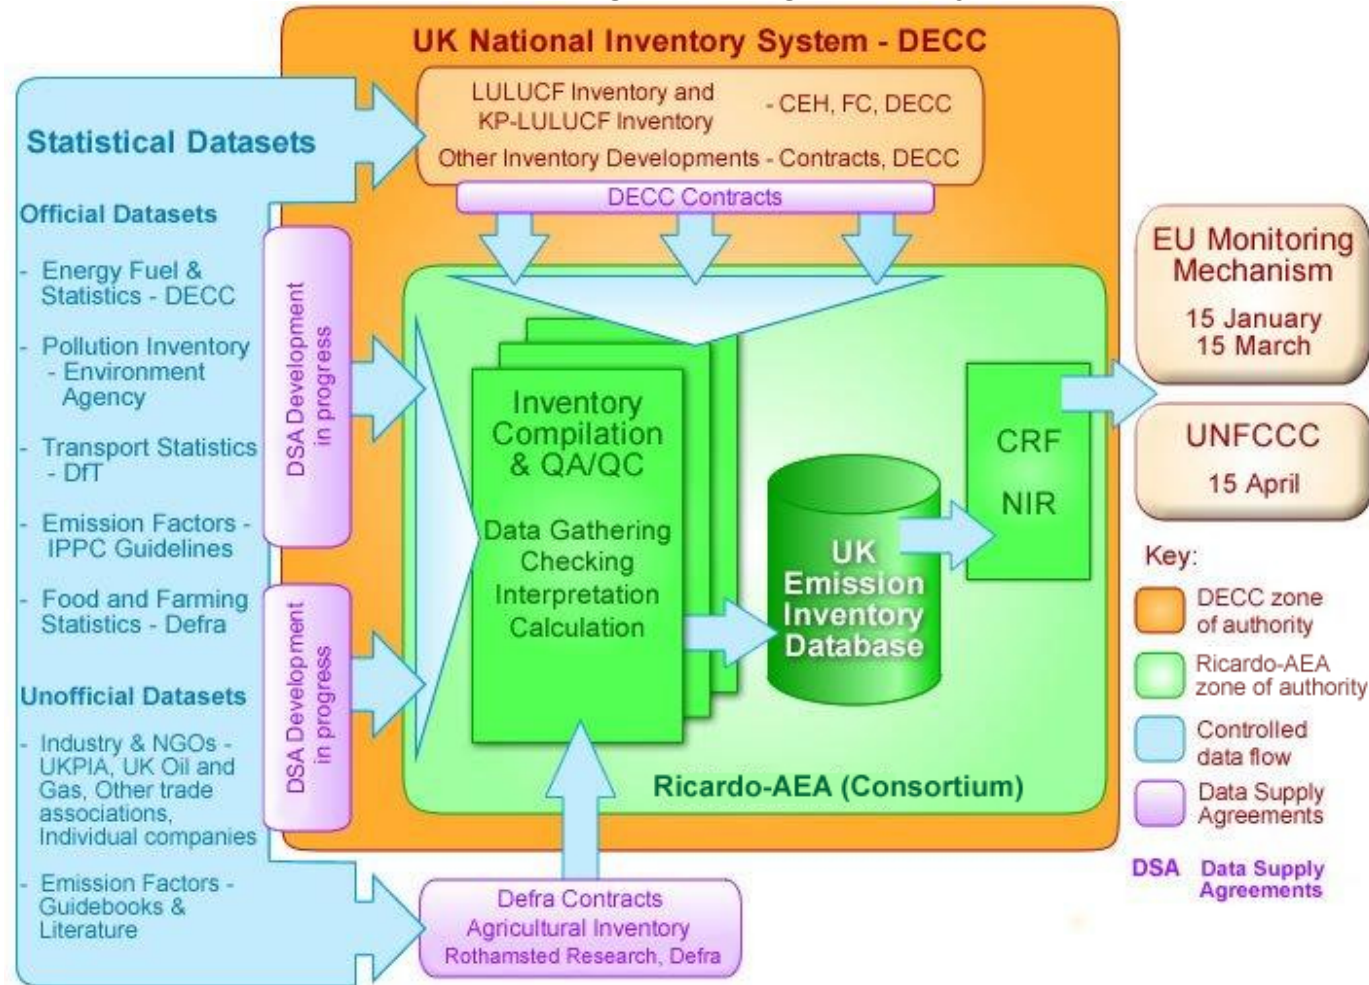 UK National Inventory System - DECC
LULUCF Inventory and
KP-LULUCF Inventory
- CEH, FC, DECC
Other Inventory Developments - Contracts, DECC
DECC Contracts
Statistical Datasets
Official Datasets
- Energy Fuel &
Statistics - DECC
- Pollution Inventory
- Environment
Agency
- Transport Statistics
- DfT
- Emission Factors -
IPPC Guidelines
- Food and Farming
Statistics - Defra
Unofficial Datasets
- Industry & NGOs -
UKPIA, UK Oil and
Gas, Other trade
associations,
Individual companies
- Emission Factors -
Guidebooks &
Literature
DSA Development
in progress
DSA Development
in progress
Inventory
Compilation
& QA/QC
Data Gathering
Checking
Interpretation
Calculation
UK
Emission
Inventory
Database
CRF
NIR
Ricardo-AEA (Consortium)
Defra Contracts
Agricultural Inventory
Rothamsted Research, Defra
EU Monitoring
Mechanism
15 January
15 March
UNFCCC
15 April
Key:
DECC zone
of authority
Ricardo-AEA
zone of authority
Controlled
data flow
Data Supply
Agreements
DSA Data Supply
Agreements